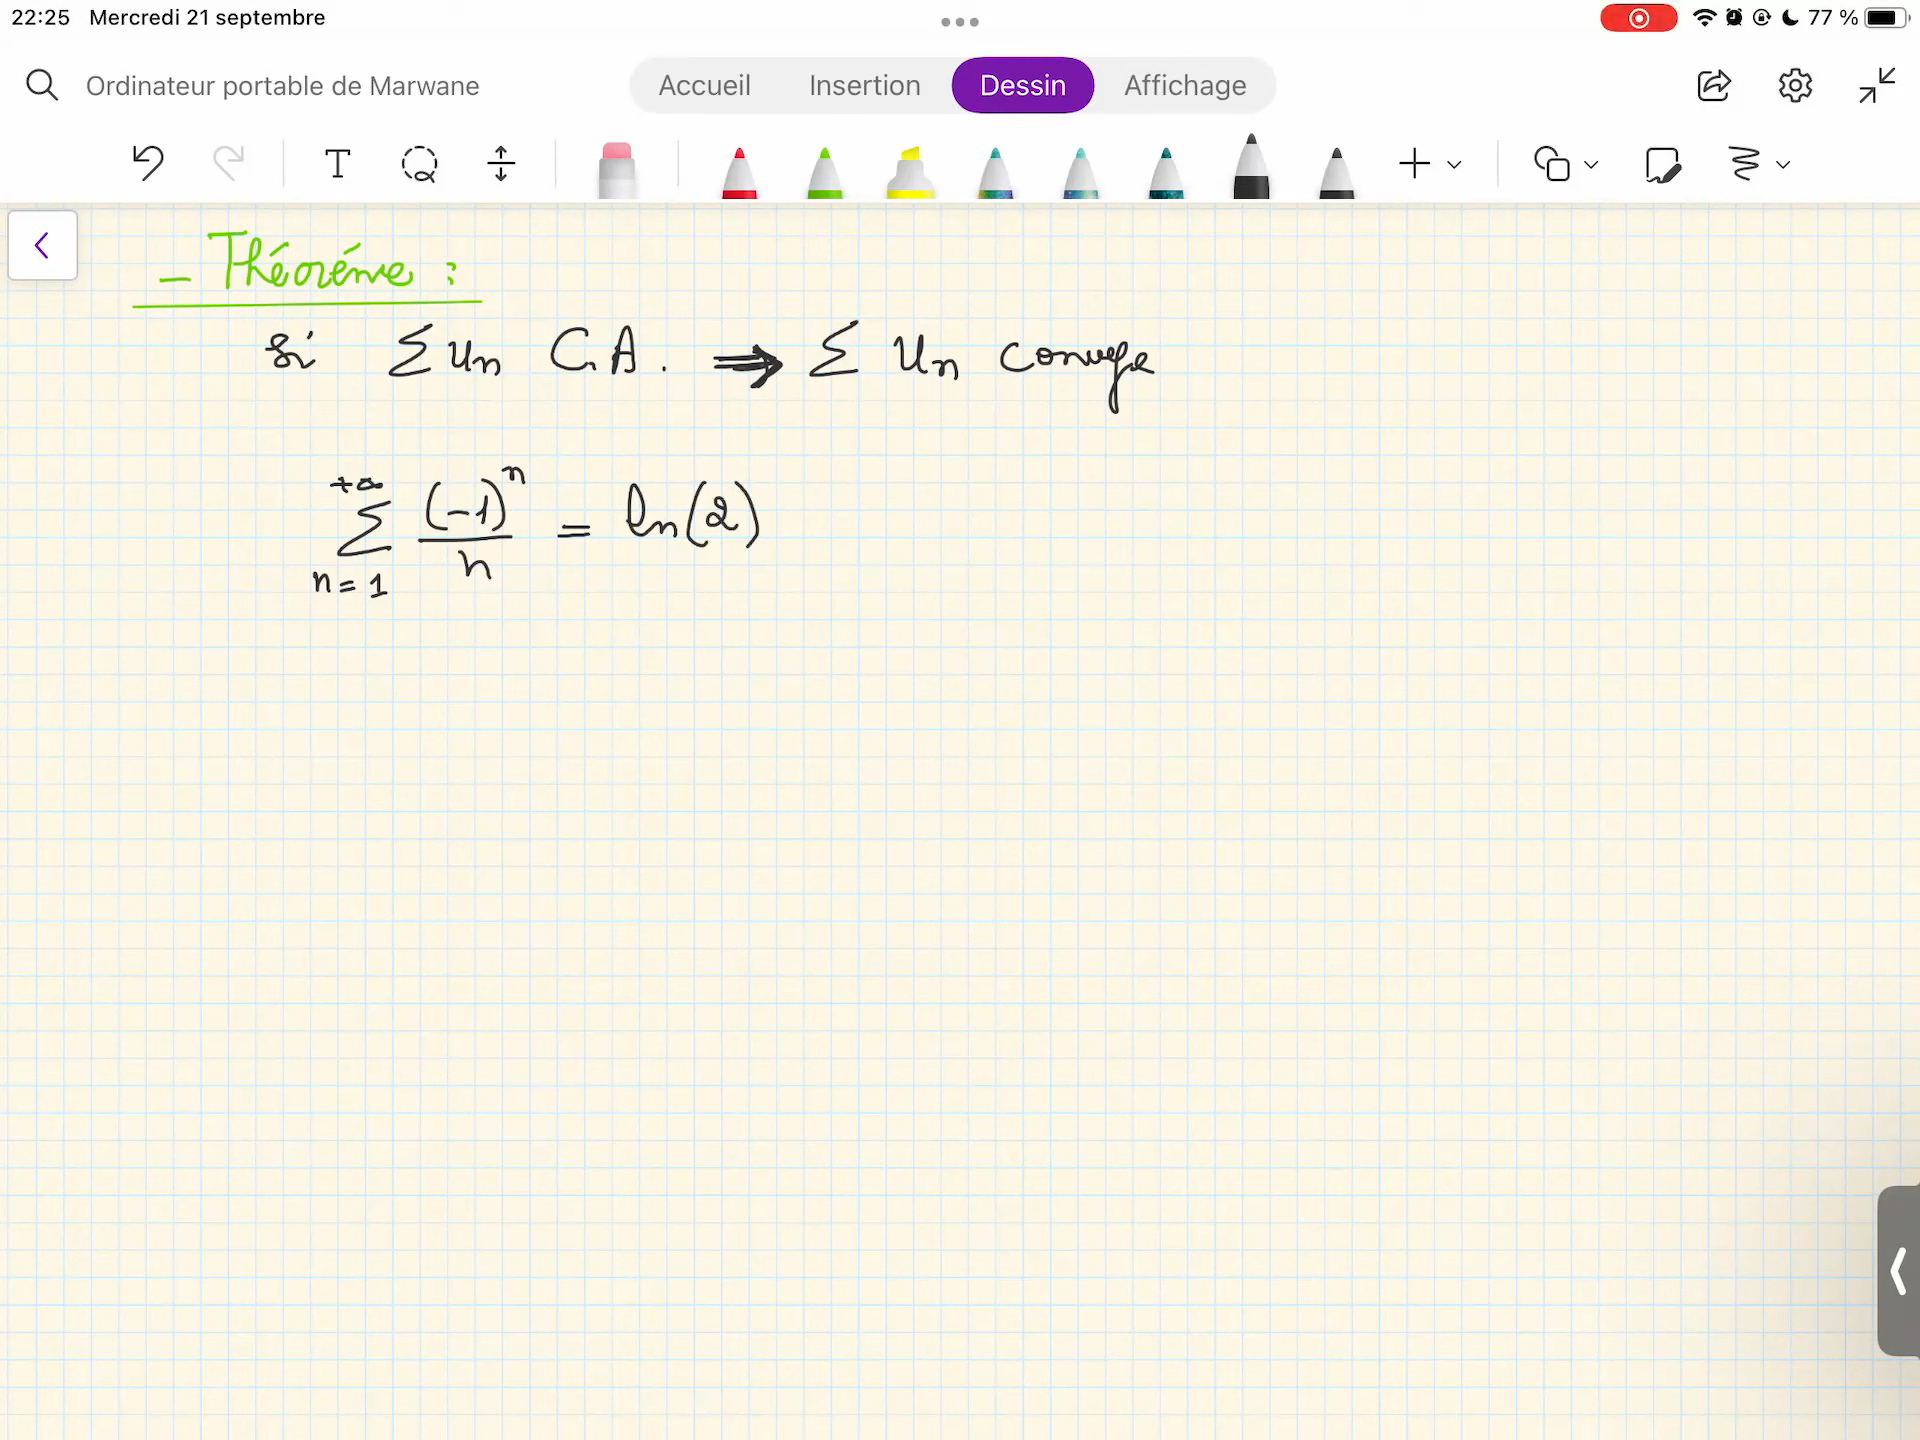 22:25 Mercredi 21 septembre 77 %
Ordinateur portable de Marwane Accueil Insertion Dessin Affichage
T
– Théoréme :
si Σ Un C.A. ⇒ Σ Un converge
+∞
Σ (-1)^n / n = ln(2)
n=1